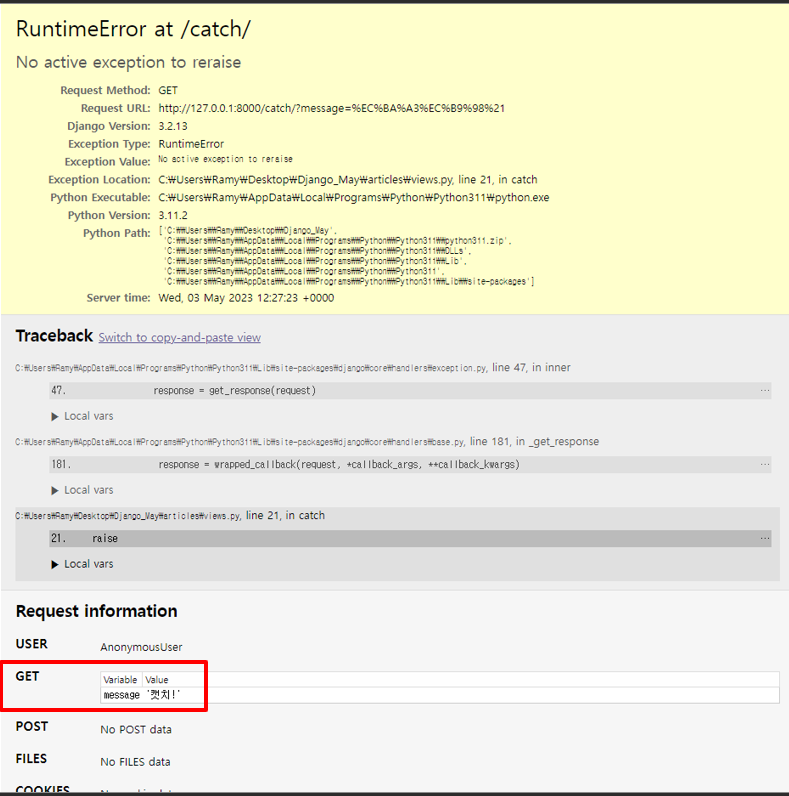 RuntimeError at /catch/
No active exception to reraise
Request Method: GET
Request URL: http://127.0.0.1:8000/catch/?message=%EC%BA%A3%EC%B9%98%21
Django Version: 3.2.13
Exception Type: RuntimeError
Exception Value: No active exception to reraise
Exception Location: C:₩Users₩Ramy₩Desktop₩Django_May₩articles₩views.py, line 21, in catch
Python Executable: C:₩Users₩Ramy₩AppData₩Local₩Programs₩Python₩Python311₩python.exe
Python Version: 3.11.2
Python Path: ['C:₩₩Users₩₩Ramy₩₩Desktop₩₩Django_May',
'C:₩₩Users₩₩Ramy₩₩AppData₩₩Local₩₩Programs₩₩Python₩₩Python311₩₩python311.zip',
'C:₩₩Users₩₩Ramy₩₩AppData₩₩Local₩₩Programs₩₩Python₩₩Python311₩₩DLLs',
'C:₩₩Users₩₩Ramy₩₩AppData₩₩Local₩₩Programs₩₩Python₩₩Python311₩₩Lib',
'C:₩₩Users₩₩Ramy₩₩AppData₩₩Local₩₩Programs₩₩Python₩₩Python311',
'C:₩₩Users₩₩Ramy₩₩AppData₩₩Local₩₩Programs₩₩Python₩₩Python311₩₩Lib₩₩site-packages']
Server time: Wed, 03 May 2023 12:27:23 +0000
Traceback Switch to copy-and-paste view
C:₩Users₩Ramy₩AppData₩Local₩Programs₩Python₩Python311₩Lib₩site-packages₩django₩core₩handlers₩exception.py, line 47, in inner
47. response = get_response(request) ...
▶ Local vars
C:₩Users₩Ramy₩AppData₩Local₩Programs₩Python₩Python311₩Lib₩site-packages₩django₩core₩handlers₩base.py, line 181, in _get_response
181. response = wrapped_callback(request, *callback_args, **callback_kwargs) ...
▶ Local vars
C:₩Users₩Ramy₩Desktop₩Django_May₩articles₩views.py, line 21, in catch
21. raise ...
▶ Local vars
Request information
USER AnonymousUser
GET
Variable Value
message '캣치!'
POST No POST data
FILES No FILES data
COOKIES